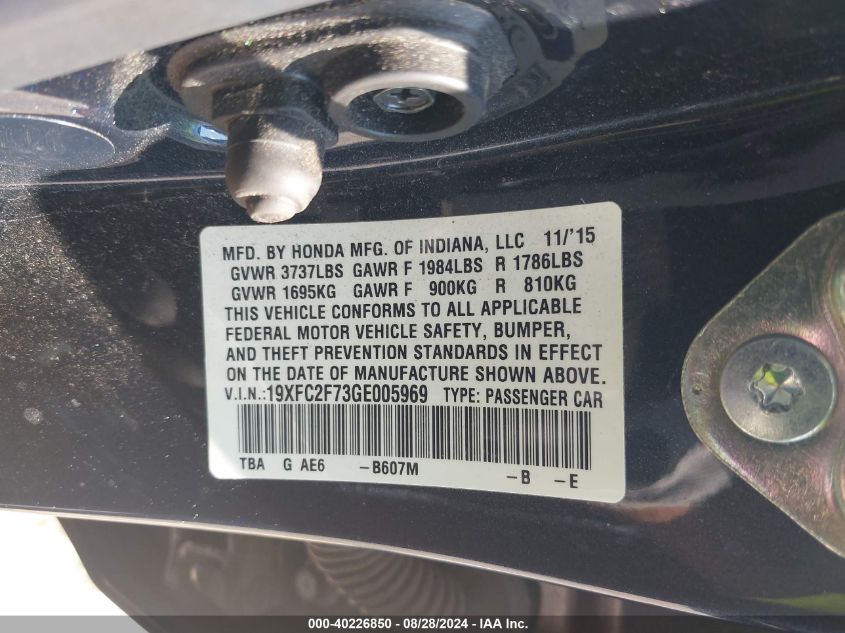 MFD. BY HONDA MFG. OF INDIANA, LLC 11/'15
GVWR 3737LBS GAWR F 1984LBS R 1786LBS
GVWR 1695KG GAWR F 900KG R 810KG
THIS VEHICLE CONFORMS TO ALL APPLICABLE
FEDERAL MOTOR VEHICLE SAFETY, BUMPER,
AND THEFT PREVENTION STANDARDS IN EFFECT
ON THE DATE OF MANUFACTURE SHOWN ABOVE.
V.I.N.:19XFC2F73GE005969 TYPE: PASSENGER CAR
TBA G AE6 –B607M –B –E
000-40226850 - 08/28/2024 - IAA Inc.